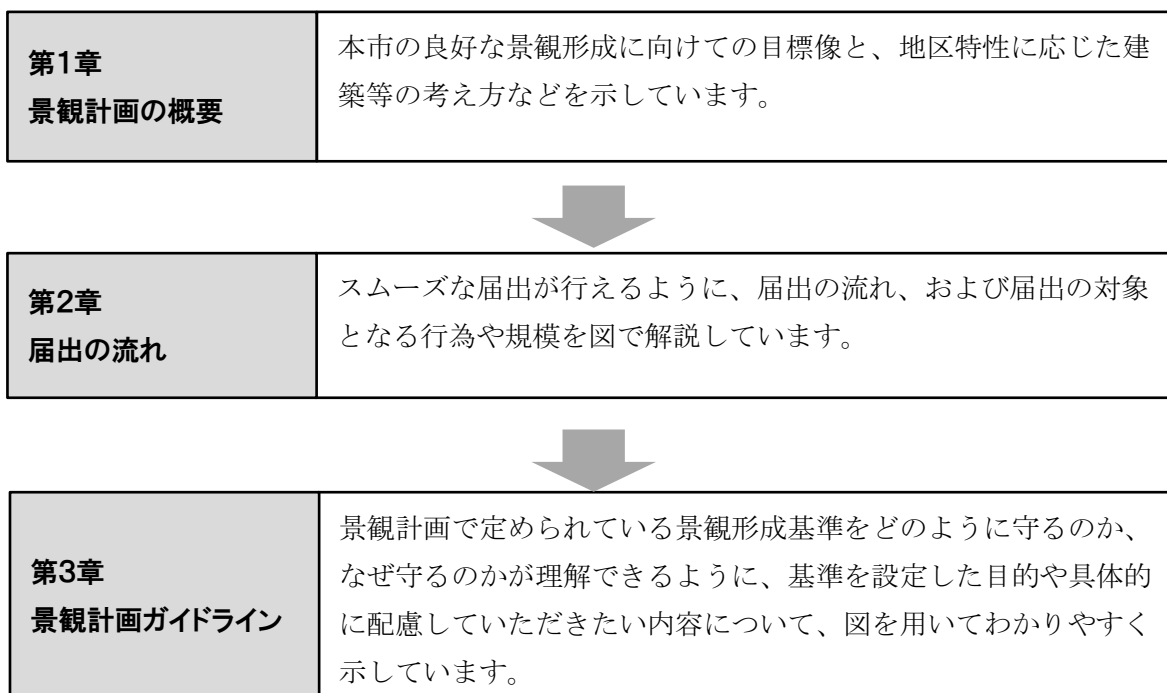 第1章
景観計画の概要
本市の良好な景観形成に向けての目標像と、地区特性に応じた建
築等の考え方などを示しています。
第2章
届出の流れ
スムーズな届出が行えるように、届出の流れ、および届出の対象
となる行為や規模を図で解説しています。
第3章
景観計画ガイドライン
景観計画で定められている景観形成基準をどのように守るのか、
なぜ守るのかが理解できるように、基準を設定した目的や具体的
に配慮していただきたい内容について、図を用いてわかりやすく
示しています。